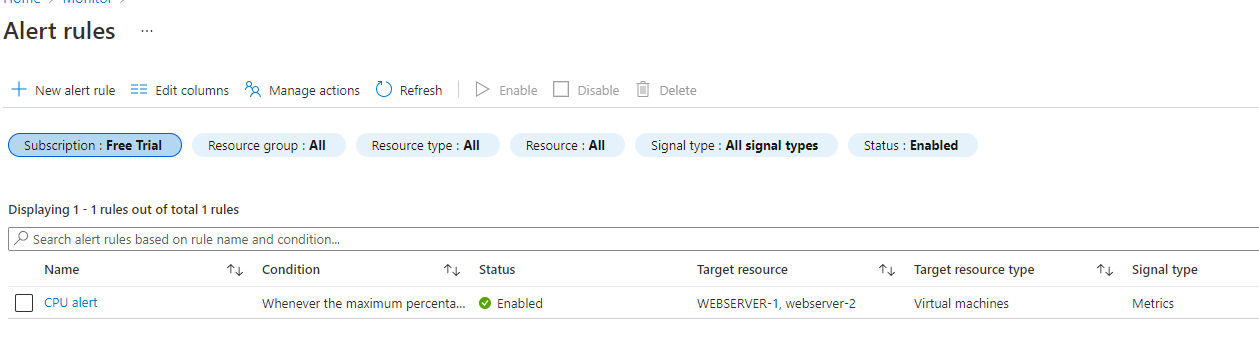 Home Monitor
Alert rules ...
New alert rule Edit columns Manage actions Refresh Enable Disable Delete
Subscription : Free Trial Resource group : All Resource type : All Resource : All Signal type : All signal types Status : Enabled
Displaying 1 - 1 rules out of total 1 rules
Search alert rules based on rule name and condition...
Name Condition Status Target resource Target resource type Signal type
CPU alert Whenever the maximum percenta... Enabled WEBSERVER-1, webserver-2 Virtual machines Metrics